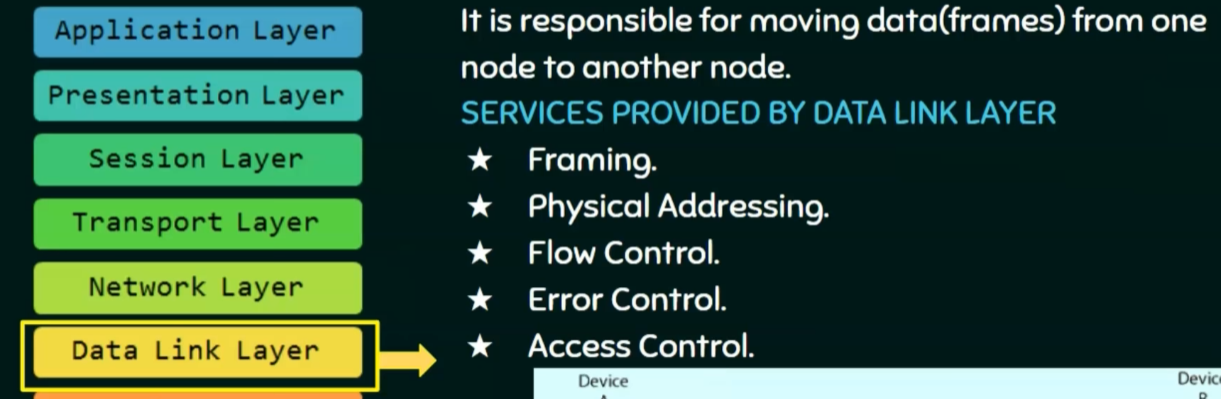 Application Layer
Presentation Layer
Session Layer
Transport Layer
Network Layer
Data Link Layer
It is responsible for moving data(frames) from one
node to another node.
SERVICES PROVIDED BY DATA LINK LAYER
★ Framing.
★ Physical Addressing.
★ Flow Control.
★ Error Control.
★ Access Control.
Device